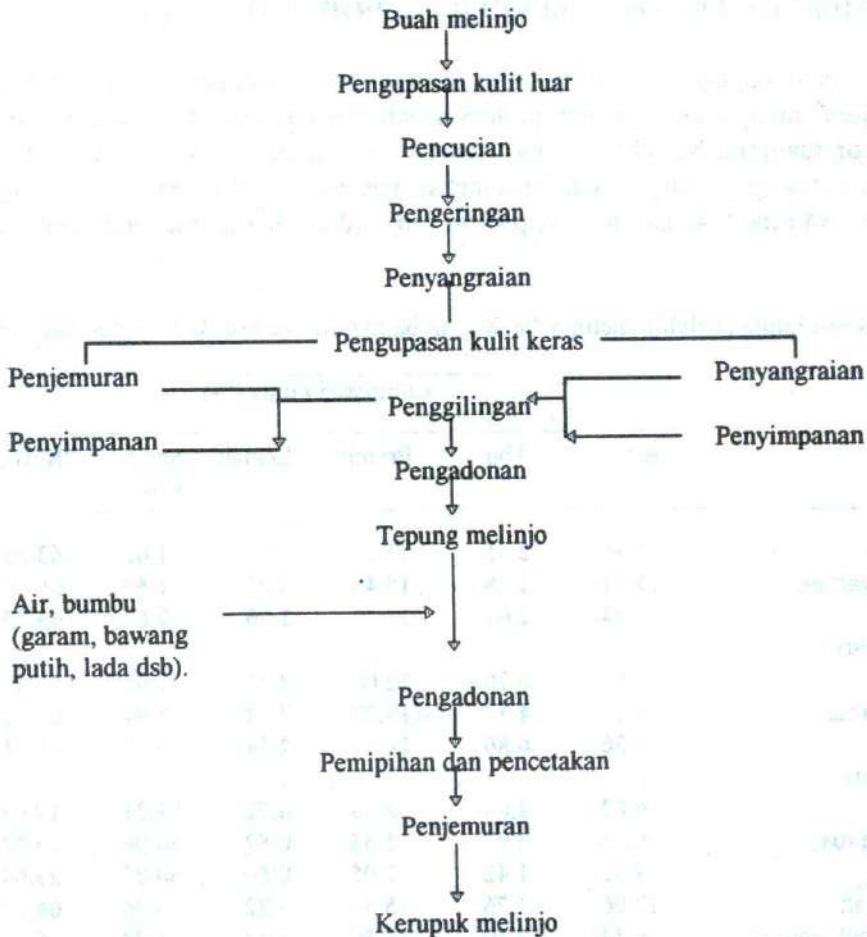 Buah melinjo
Pengupasan kulit luar
Pencucian
Pengeringan
Penyangraian
Pengupasan kulit keras
Penjemuran
Penyangraian
Penggilingan
Penyimpanan
Penyimpanan
Pengadonan
Tepung melinjo
Air, bumbu
(garam, bawang
putih, lada dsb).
Pengadonan
Pemipihan dan pencetakan
Penjemuran
Kerupuk melinjo